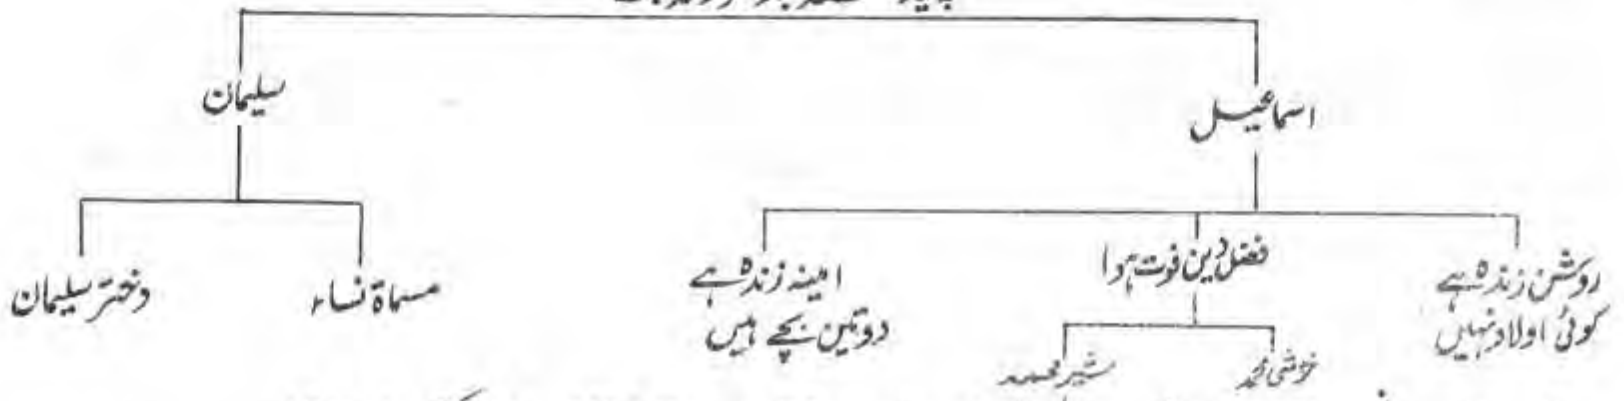 اسماعیل
سلیمان
روشن زندہ ہے
کوئی اولاد نہیں
فضل دین فوت ہوا
امینہ زندہ ہے
دو تین بچے ہیں
مسماۃ نساء
دختر سلیمان
خوشی محمد
شیر محمد